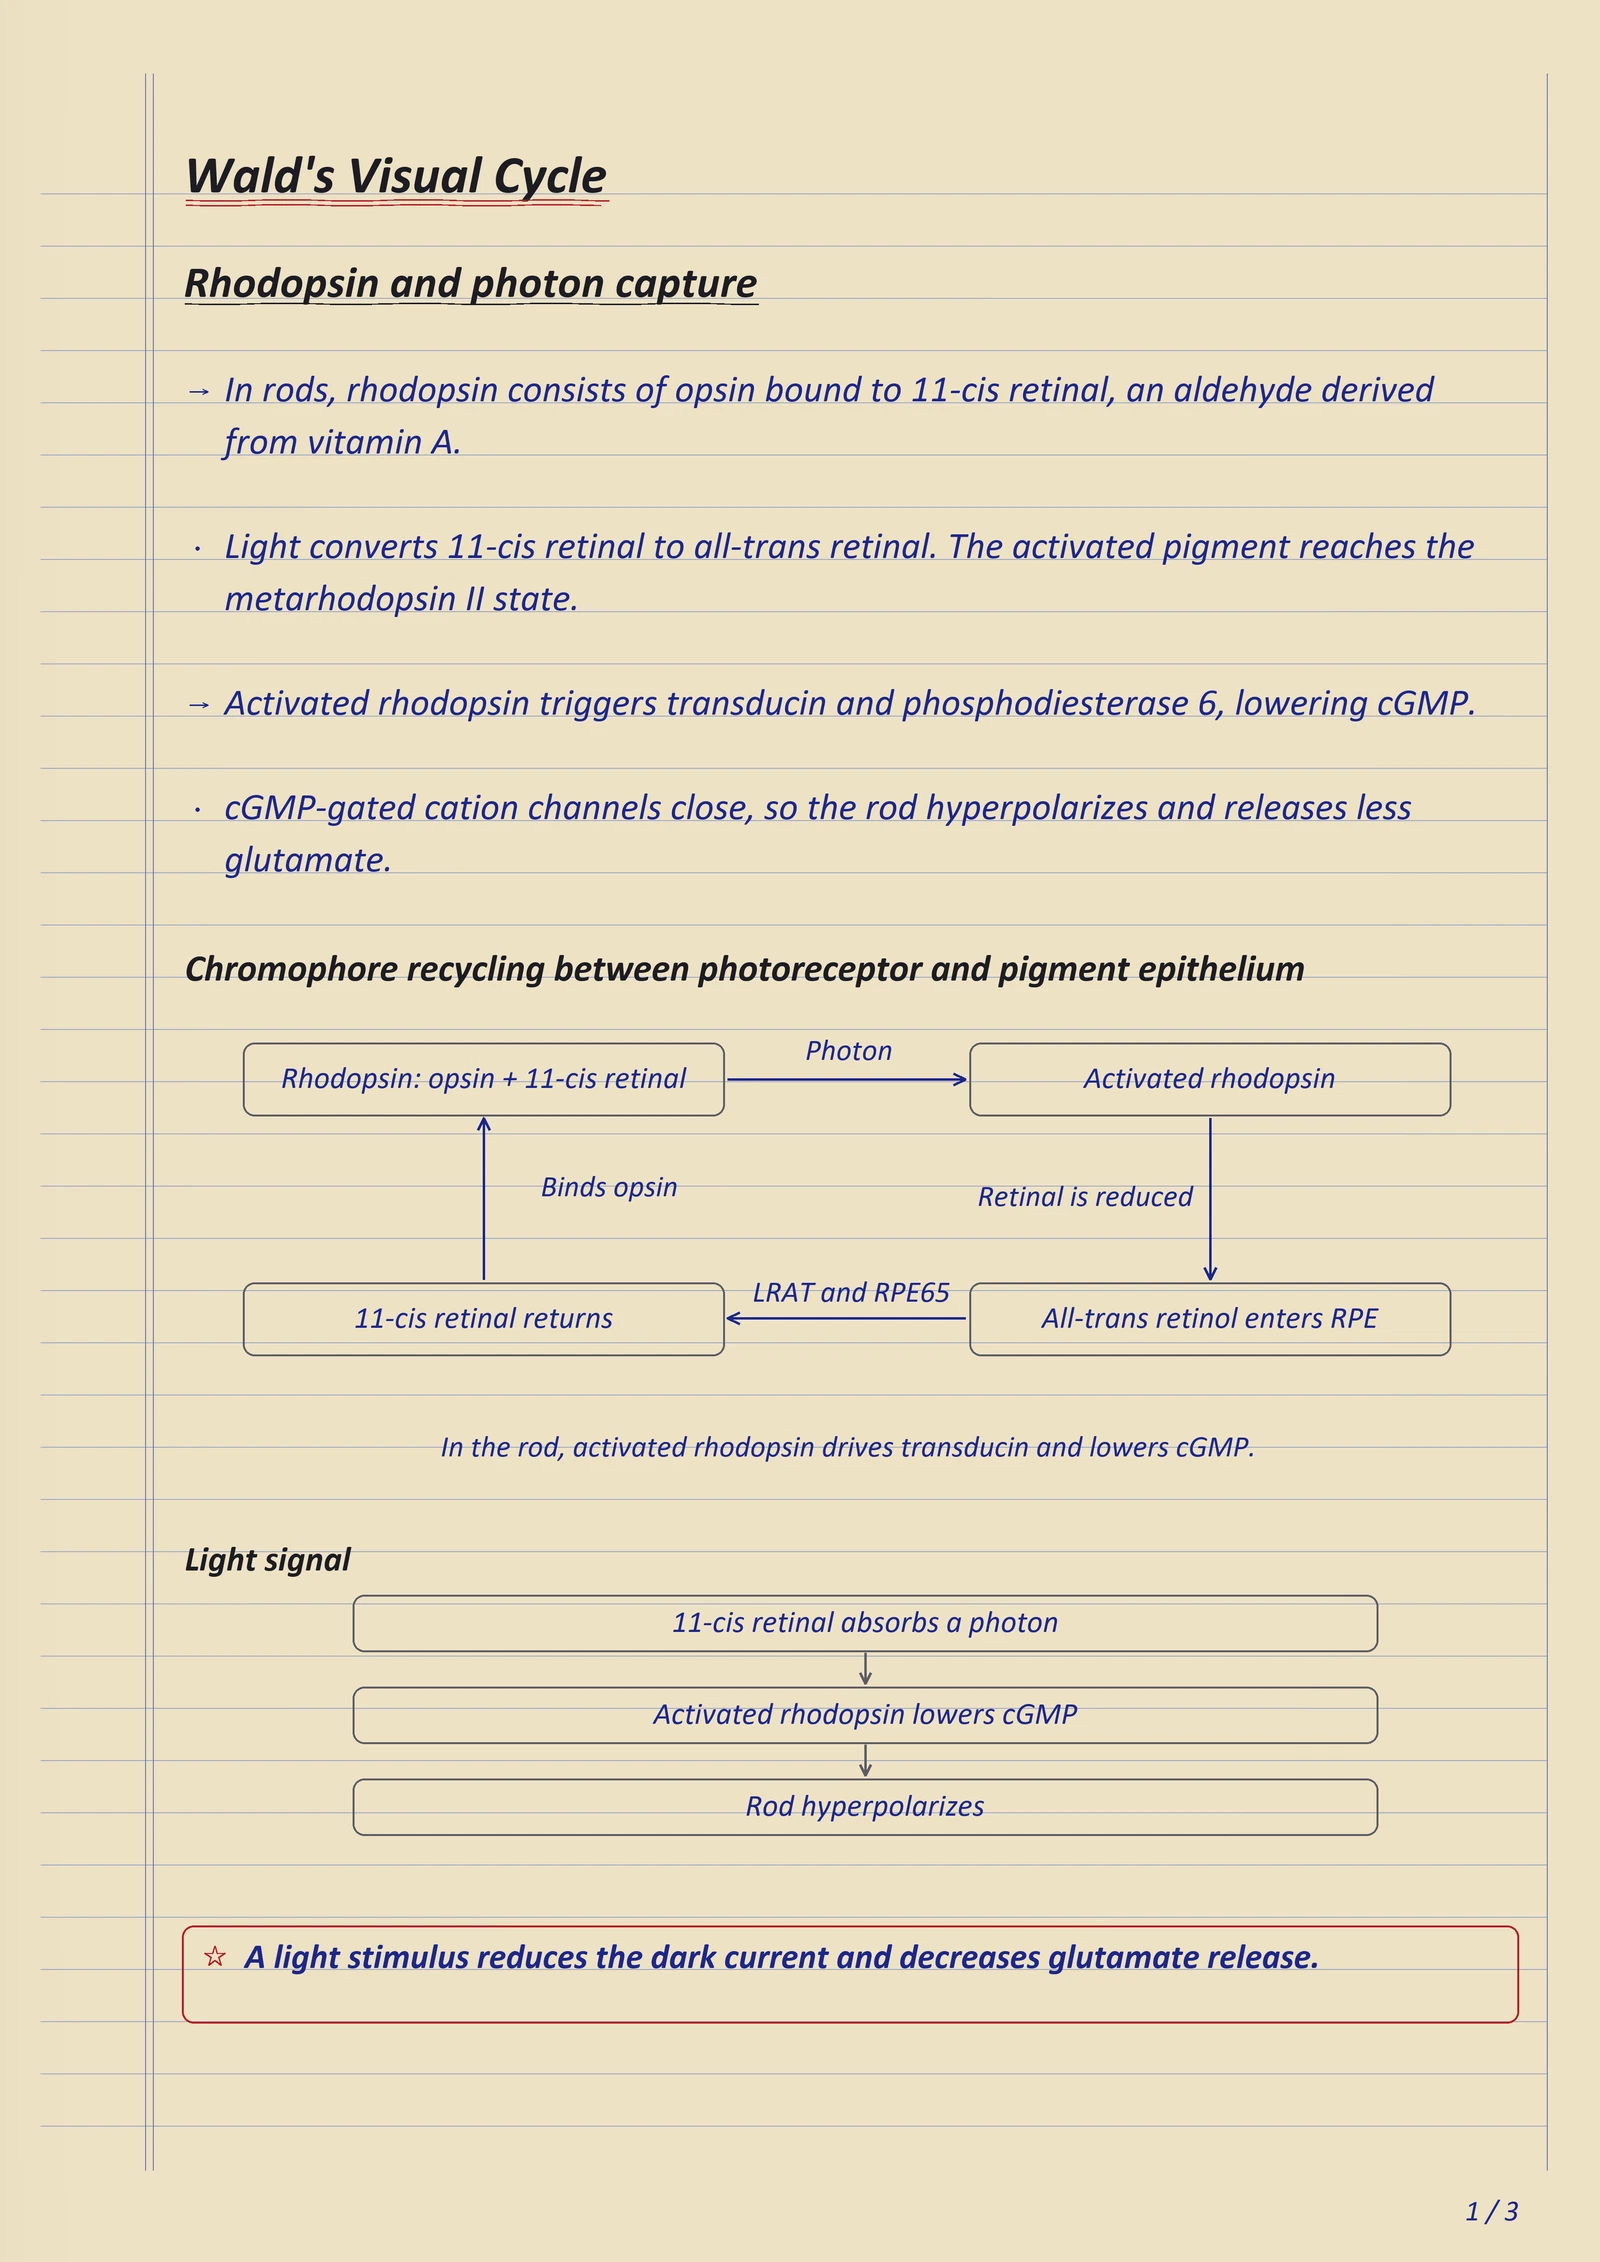 Wald's Visual Cycle
Rhodopsin and photon capture
→ In rods, rhodopsin consists of opsin bound to 11-cis retinal, an aldehyde derived
from vitamin A.
· Light converts 11-cis retinal to all-trans retinal. The activated pigment reaches the
metarhodopsin II state.
→ Activated rhodopsin triggers transducin and phosphodiesterase 6, lowering cGMP.
· cGMP-gated cation channels close, so the rod hyperpolarizes and releases less
glutamate.
Chromophore recycling between photoreceptor and pigment epithelium
Photon
Rhodopsin: opsin + 11-cis retinal
Activated rhodopsin
Binds opsin
Retinal is reduced
LRAT and RPE65
11-cis retinal returns
All-trans retinol enters RPE
In the rod, activated rhodopsin drives transducin and lowers cGMP.
Light signal
11-cis retinal absorbs a photon
Activated rhodopsin lowers cGMP
Rod hyperpolarizes
☆ A light stimulus reduces the dark current and decreases glutamate release.
1 / 3